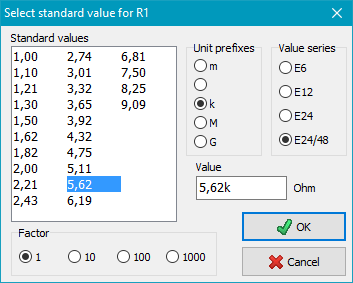 Select standard value for R1
Standard values
1,00 2,74 6,81
1,10 3,01 7,50
1,21 3,32 8,25
1,30 3,65 9,09
1,50 3,92
1,62 4,32
1,82 4,75
2,00 5,11
2,21 5,62
2,43 6,19
Unit prefixes
m
k
M
G
Value series
E6
E12
E24
E24/48
Value
5,62k Ohm
Factor
1 10 100 1000
OK
Cancel